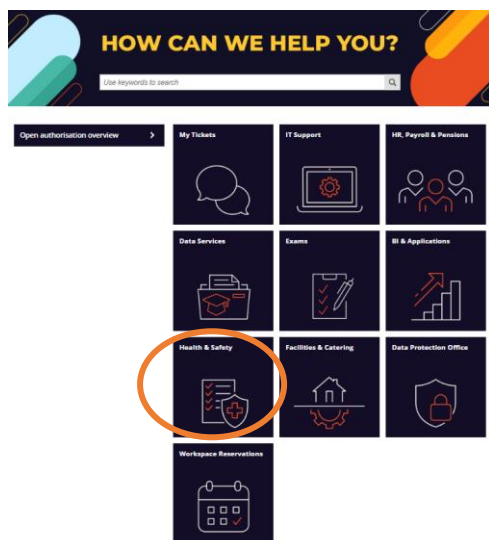 HOW CAN WE HELP YOU?
Use keywords to search
Open authorisation overview
My Tickets
IT Support
HR, Payroll & Pensions
Data Services
Exams
BI & Applications
Health & Safety
Facilities & Catering
Data Protection Office
Workspace Reservations